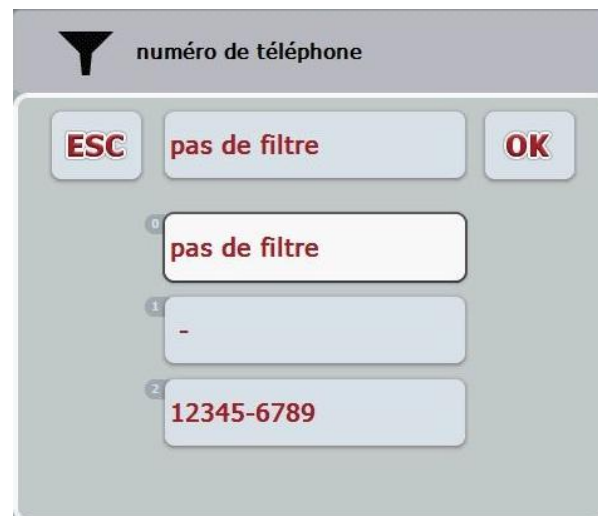 numéro de téléphone
ESC pas de filtre OK
0
pas de filtre
1
-
2
12345-6789